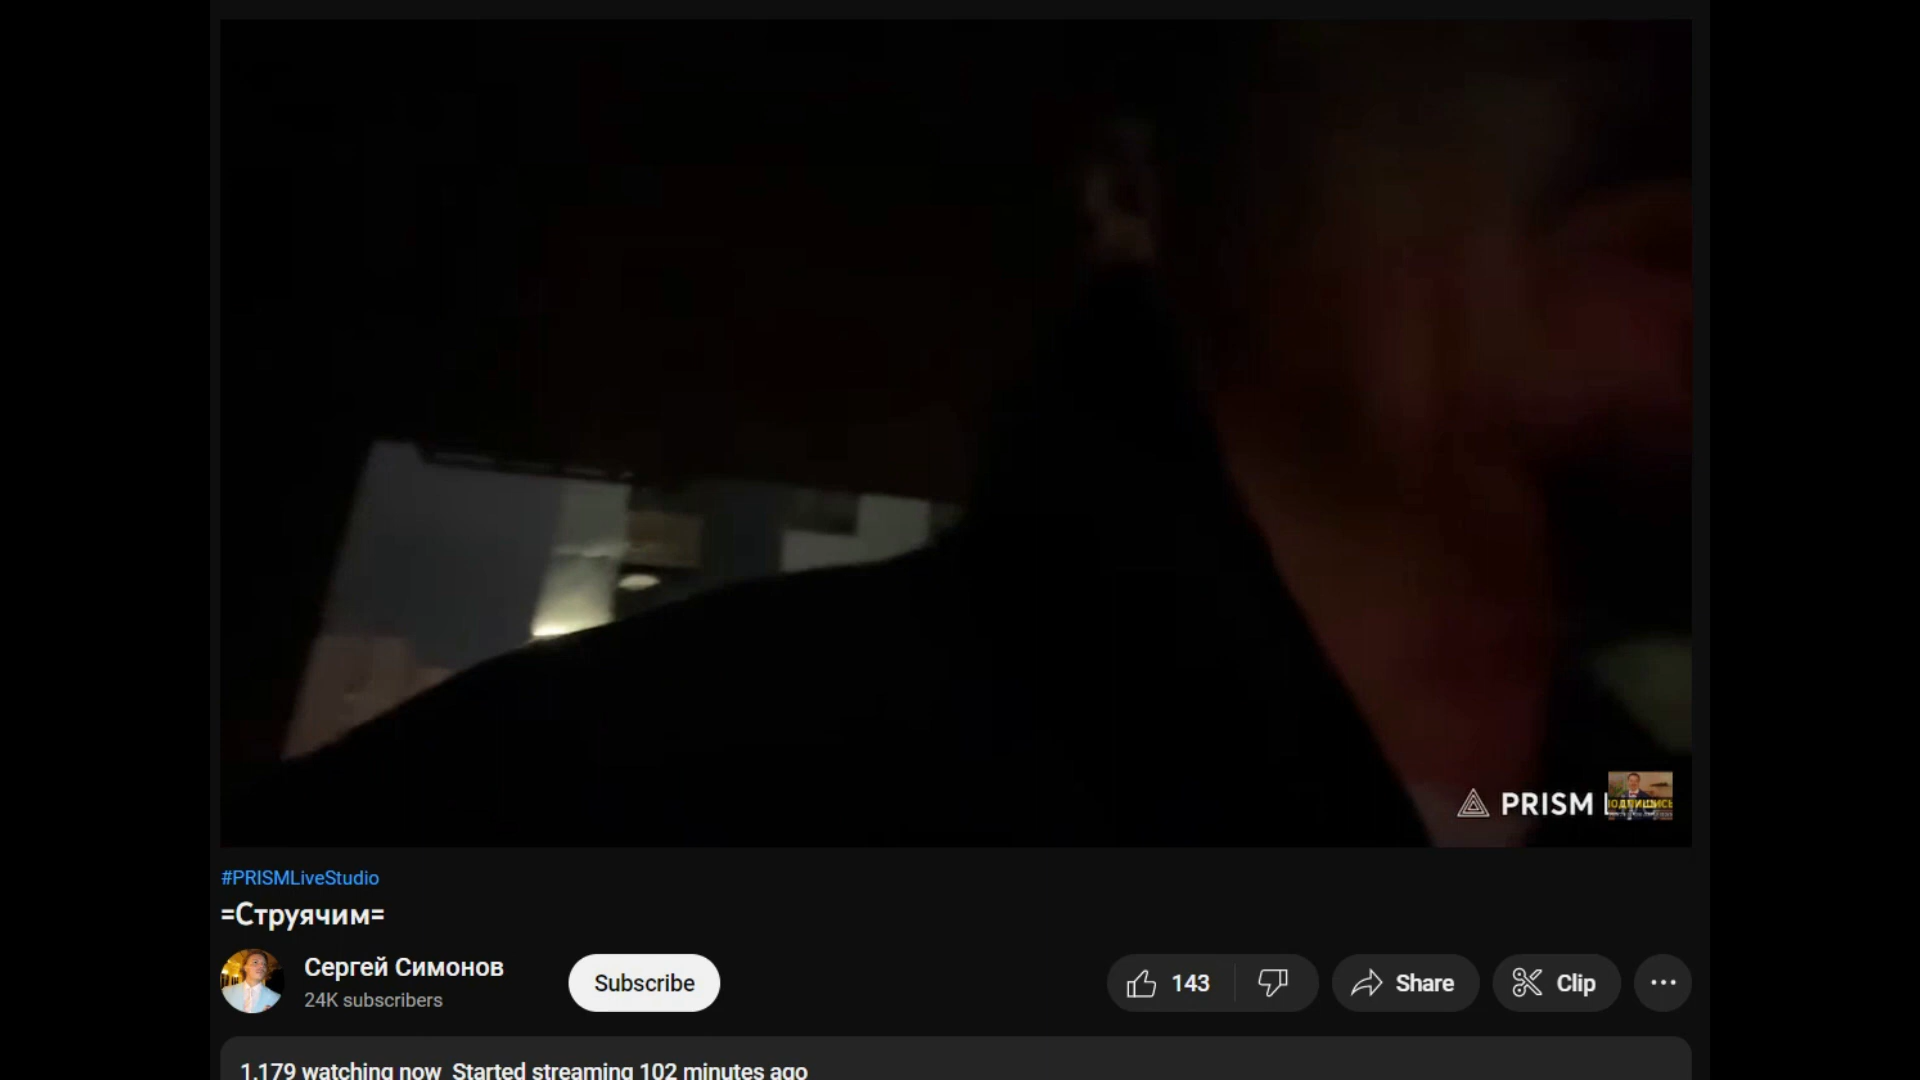 PRISM L
ПОДПИШИСЬ
#PRISMLiveStudio
=Струячим=
Сергей Симонов
24K subscribers
Subscribe
143
Share
Clip
1,179 watching now Started streaming 102 minutes ago